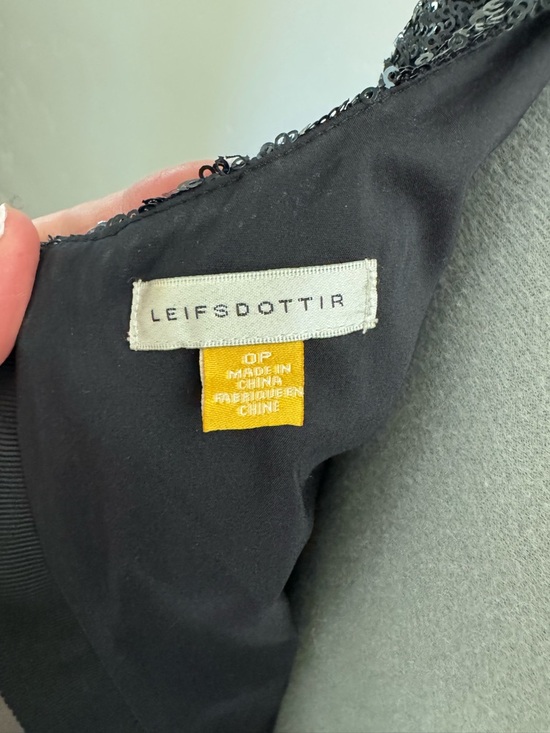 LEIFSDOTTIR
0P
MADE IN
CHINA
FABRIQUE EN
CHINE